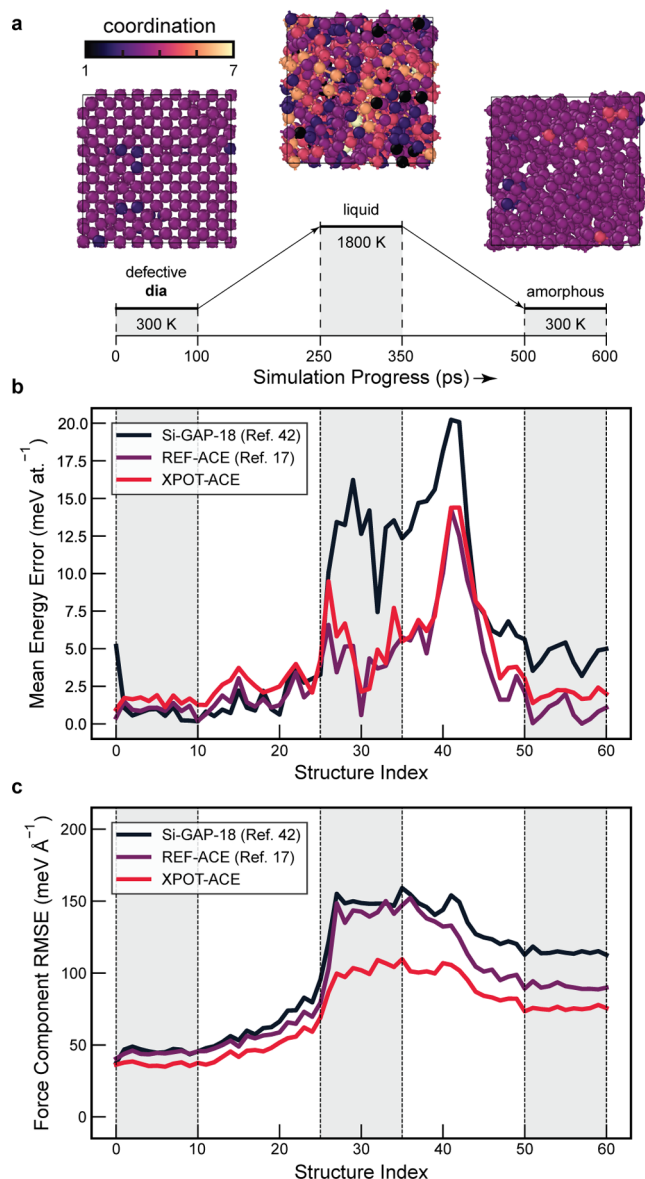 a
coordination
1 7
liquid
1800 K
defective
dia
300 K
amorphous
300 K
0 100 250 350 500 600
Simulation Progress (ps)
b
Mean Energy Error (meV at.⁻¹)
20.0
17.5
15.0
12.5
10.0
7.5
5.0
2.5
0.0
Si-GAP-18 (Ref. 42)
REF-ACE (Ref. 17)
XPOT-ACE
0 10 20 30 40 50 60
Structure Index
c
Force Component RMSE (meV Å⁻¹)
200
150
100
50
0
Si-GAP-18 (Ref. 42)
REF-ACE (Ref. 17)
XPOT-ACE
0 10 20 30 40 50 60
Structure Index